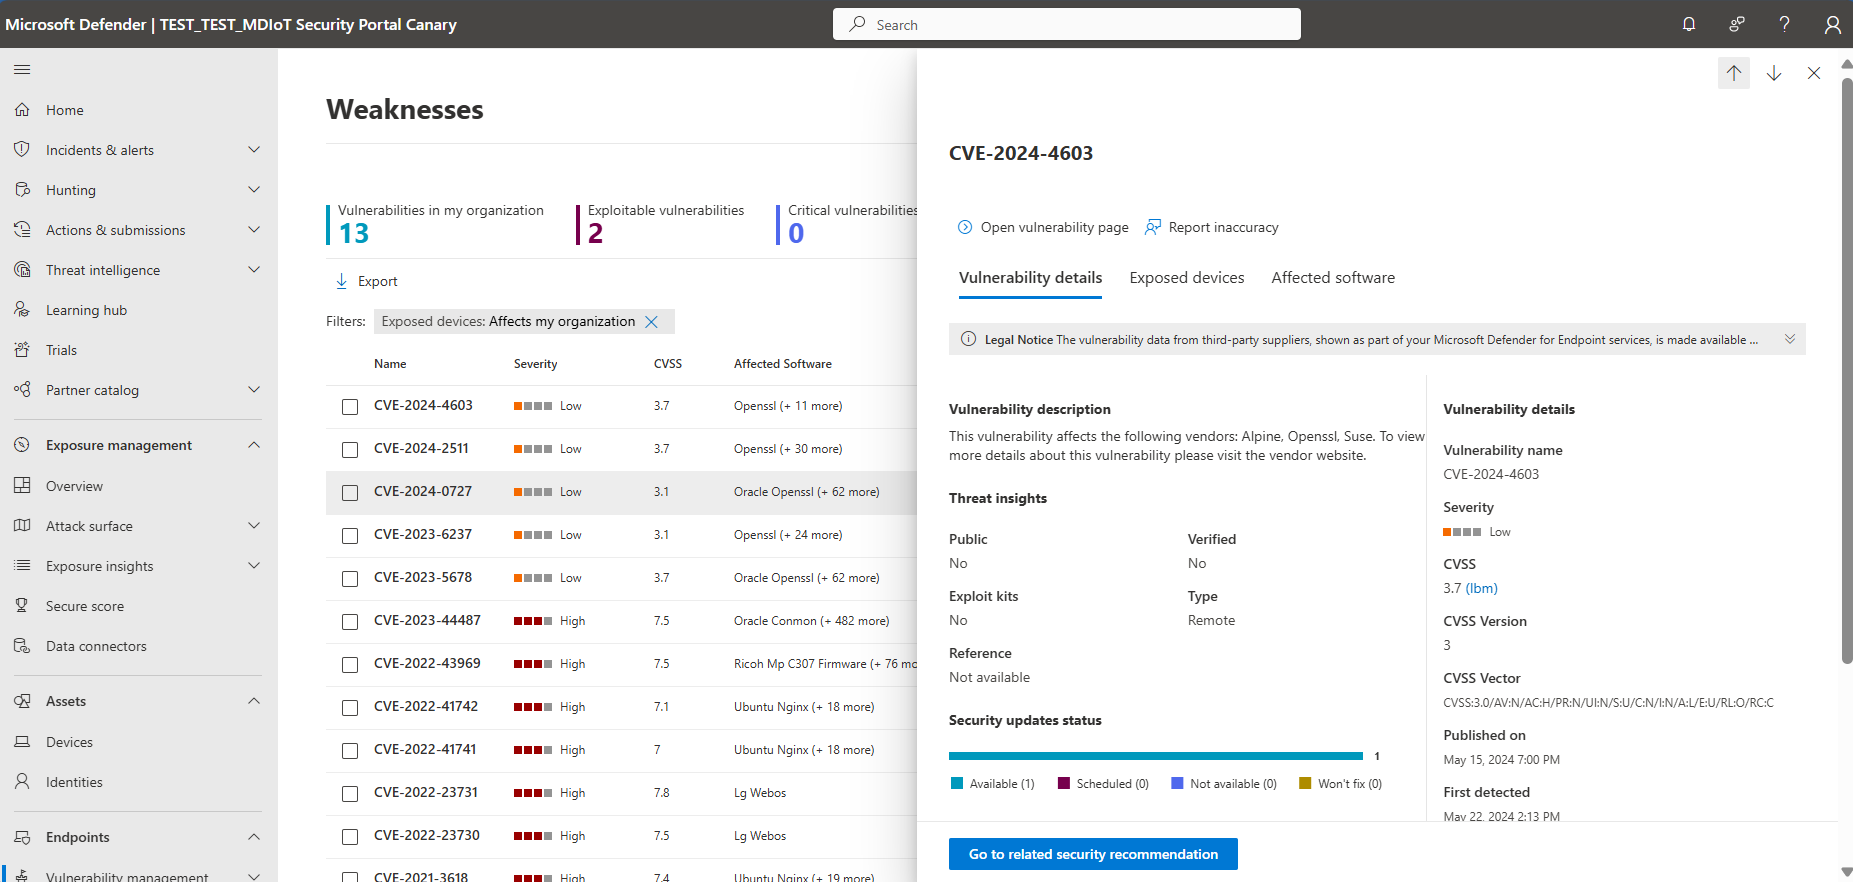 Microsoft Defender | TEST_TEST_MDIoT Security Portal Canary
Search
Home
Incidents & alerts
Hunting
Actions & submissions
Threat intelligence
Learning hub
Trials
Partner catalog
Exposure management
Overview
Attack surface
Exposure insights
Secure score
Data connectors
Assets
Devices
Identities
Endpoints
Vulnerability management
Weaknesses
Vulnerabilities in my organization
13
Exploitable vulnerabilities
2
Critical vulnerabilities
0
Export
Filters: Exposed devices: Affects my organization
Name Severity CVSS Affected Software
CVE-2024-4603 Low 3.7 Openssl (+ 11 more)
CVE-2024-2511 Low 3.7 Openssl (+ 30 more)
CVE-2024-0727 Low 3.1 Oracle Openssl (+ 62 more)
CVE-2023-6237 Low 3.1 Openssl (+ 24 more)
CVE-2023-5678 Low 3.7 Oracle Openssl (+ 62 more)
CVE-2023-44487 High 7.5 Oracle Conmon (+ 482 more)
CVE-2022-43969 High 7.5 Ricoh Mp C307 Firmware (+ 76 mo
CVE-2022-41742 High 7.1 Ubuntu Nginx (+ 18 more)
CVE-2022-41741 High 7 Ubuntu Nginx (+ 18 more)
CVE-2022-23731 High 7.8 Lg Webos
CVE-2022-23730 High 7.5 Lg Webos
CVE-2021-3618 High 7.4 Ubuntu Nginx (+ 19 more)
CVE-2024-4603
Open vulnerability page Report inaccuracy
Vulnerability details Exposed devices Affected software
Legal Notice The vulnerability data from third-party suppliers, shown as part of your Microsoft Defender for Endpoint services, is made available ...
Vulnerability description
This vulnerability affects the following vendors: Alpine, Openssl, Suse. To view
more details about this vulnerability please visit the vendor website.
Threat insights
Public Verified
No No
Exploit kits Type
No Remote
Reference
Not available
Security updates status
1
Available (1) Scheduled (0) Not available (0) Won't fix (0)
Vulnerability details
Vulnerability name
CVE-2024-4603
Severity
Low
CVSS
3.7 (Ibm)
CVSS Version
3
CVSS Vector
CVSS:3.0/AV:N/AC:H/PR:N/UI:N/S:U/C:N/I:N/A:L/E:U/RL:O/RC:C
Published on
May 15, 2024 7:00 PM
First detected
May 22, 2024 2:13 PM
Go to related security recommendation